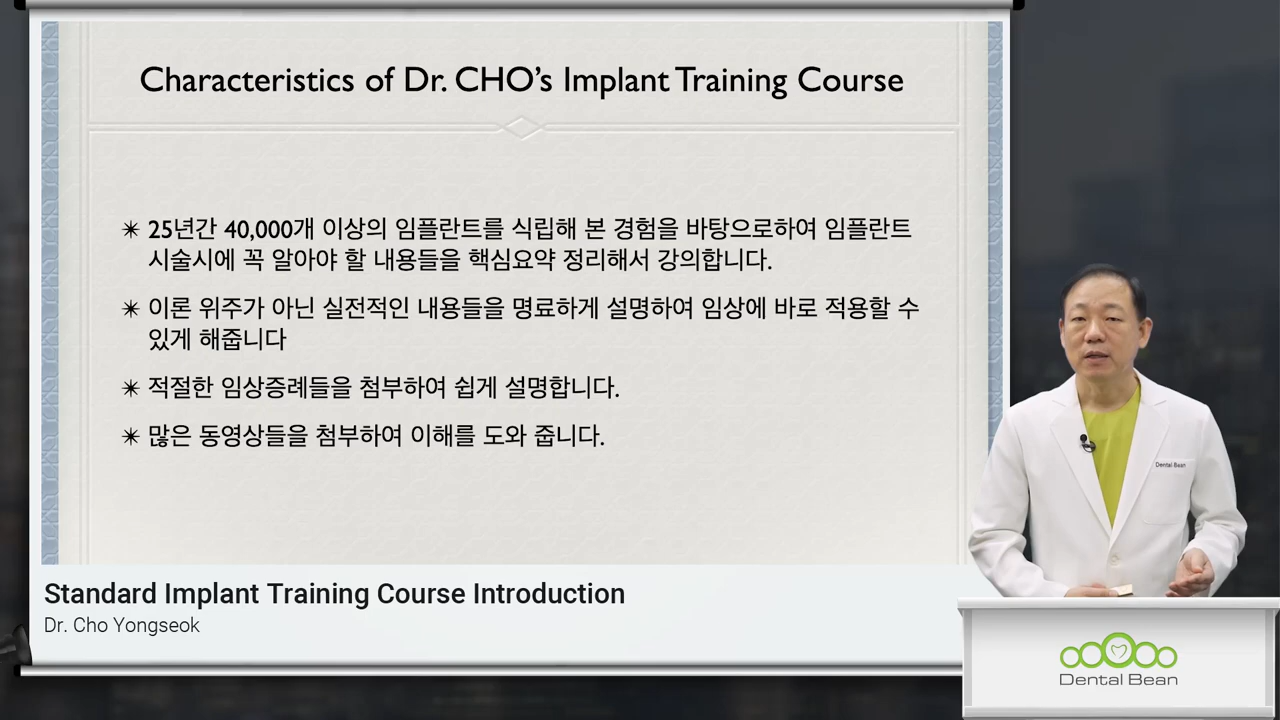 Characteristics of Dr. CHO's Implant Training Course
✴ 25년간 40,000개 이상의 임플란트를 식립해 본 경험을 바탕으로하여 임플란트
시술시에 꼭 알아야 할 내용들을 핵심요약 정리해서 강의합니다.
✴ 이론 위주가 아닌 실전적인 내용들을 명료하게 설명하여 임상에 바로 적용할 수
있게 해줍니다
✴ 적절한 임상증례들을 첨부하여 쉽게 설명합니다.
✴ 많은 동영상들을 첨부하여 이해를 도와 줍니다.
Standard Implant Training Course Introduction
Dr. Cho Yongseok
Dental Bean
Dental Bean